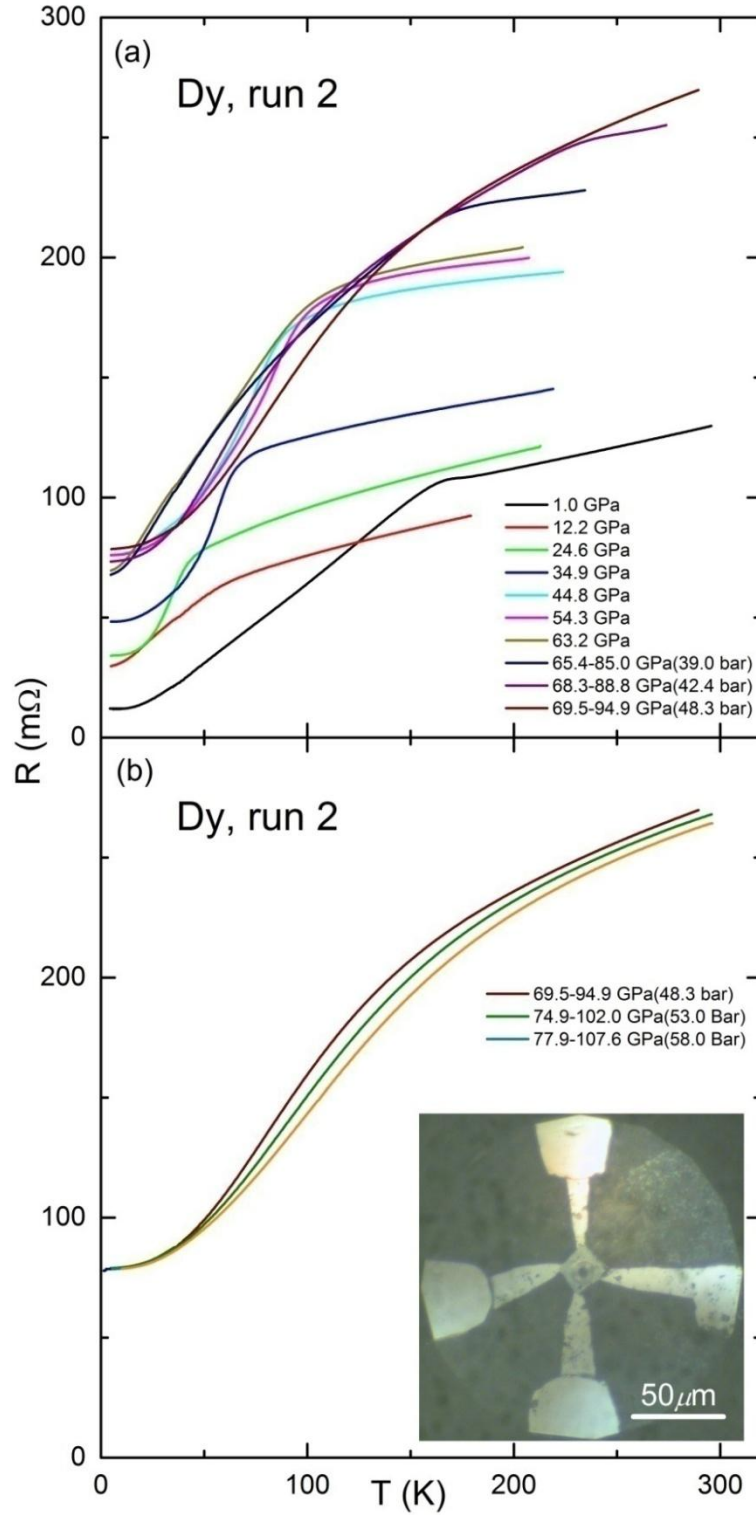 300
(a)
Dy, run 2
200
100
1.0 GPa
12.2 GPa
24.6 GPa
34.9 GPa
44.8 GPa
54.3 GPa
63.2 GPa
65.4-85.0 GPa(39.0 bar)
68.3-88.8 GPa(42.4 bar)
69.5-94.9 GPa(48.3 bar)
0
R (mΩ)
(b)
Dy, run 2
200
69.5-94.9 GPa(48.3 bar)
74.9-102.0 GPa(53.0 Bar)
77.9-107.6 GPa(58.0 Bar)
100
50μm
0
0 100 200 300
T (K)